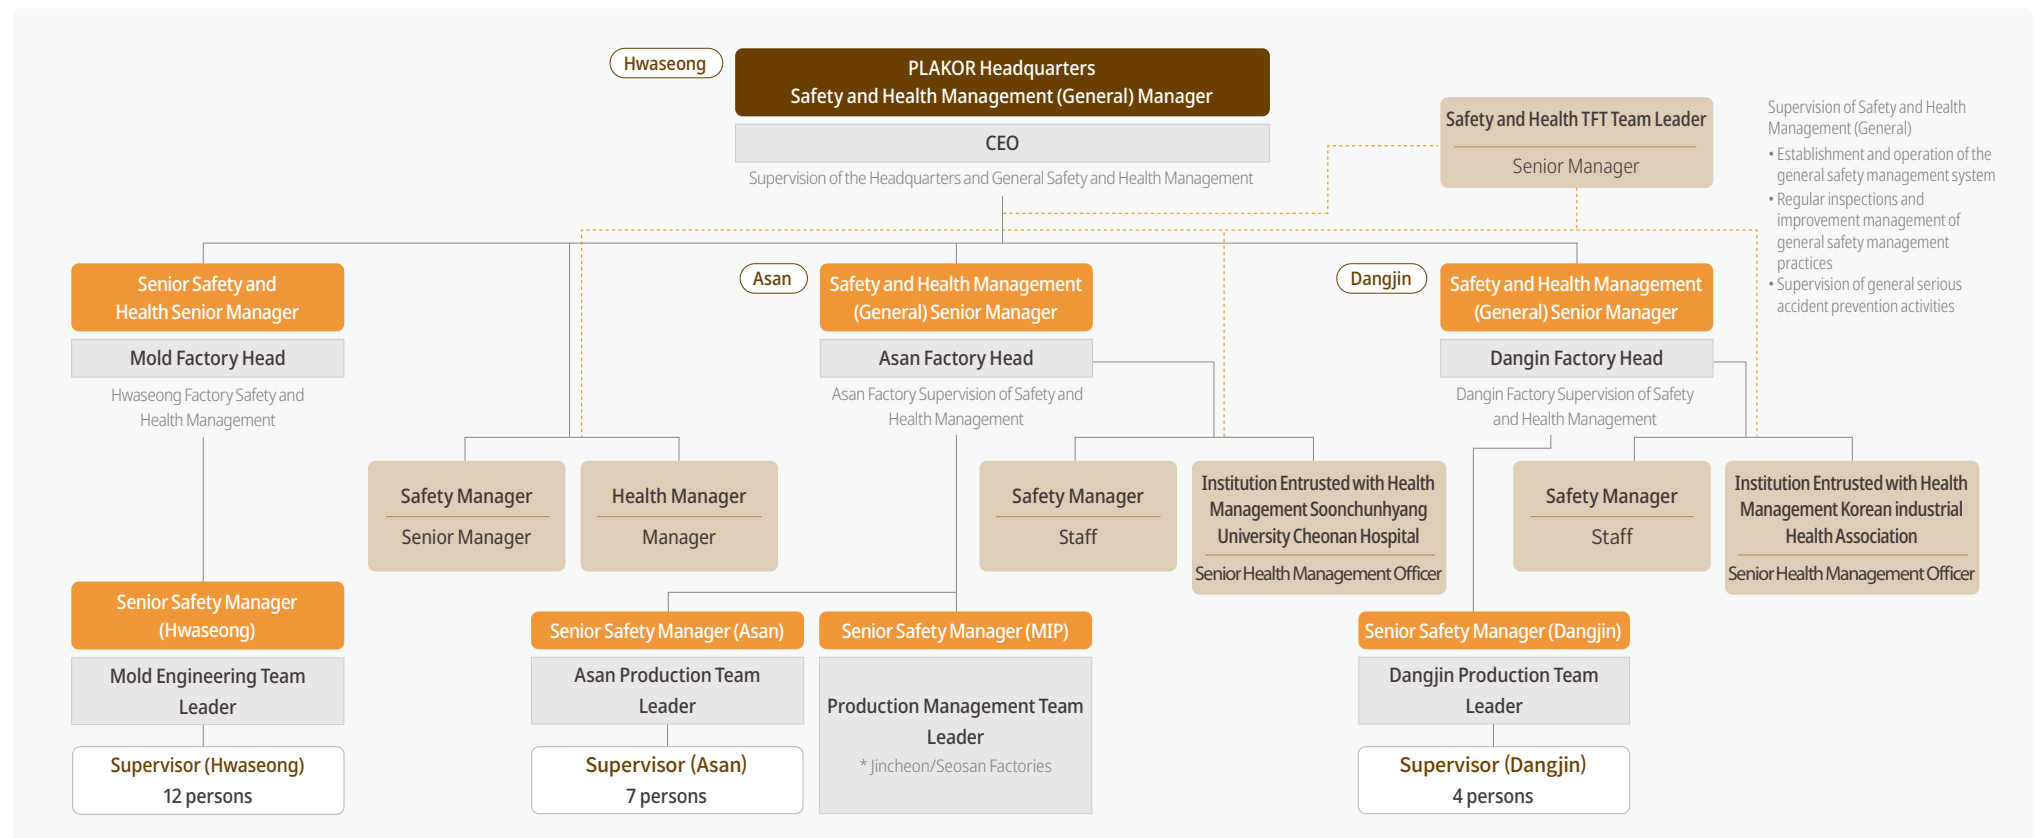 Hwaseong
PLAKOR Headquarters
Safety and Health Management (General) Manager
CEO
Supervision of the Headquarters and General Safety and Health Management
Safety and Health TFT Team Leader
Senior Manager
Supervision of Safety and Health
Management (General)
• Establishment and operation of the
general safety management system
• Regular inspections and
improvement management of
general safety management
practices
• Supervision of general serious
accident prevention activities
Senior Safety and
Health Senior Manager
Mold Factory Head
Hwaseong Factory Safety and
Health Management
Asan
Safety and Health Management
(General) Senior Manager
Asan Factory Head
Asan Factory Supervision of Safety and
Health Management
Dangjin
Safety and Health Management
(General) Senior Manager
Dangin Factory Head
Dangin Factory Supervision of Safety
and Health Management
Safety Manager
Senior Manager
Health Manager
Manager
Safety Manager
Staff
Institution Entrusted with Health
Management Soonchunhyang
University Cheonan Hospital
Senior Health Management Officer
Safety Manager
Staff
Institution Entrusted with Health
Management Korean industrial
Health Association
Senior Health Management Officer
Senior Safety Manager
(Hwaseong)
Mold Engineering Team
Leader
Supervisor (Hwaseong)
12 persons
Senior Safety Manager (Asan)
Asan Production Team
Leader
Supervisor (Asan)
7 persons
Senior Safety Manager (MIP)
Production Management Team
Leader
* Jincheon/Seosan Factories
Senior Safety Manager (Dangjin)
Dangjin Production Team
Leader
Supervisor (Dangjin)
4 persons